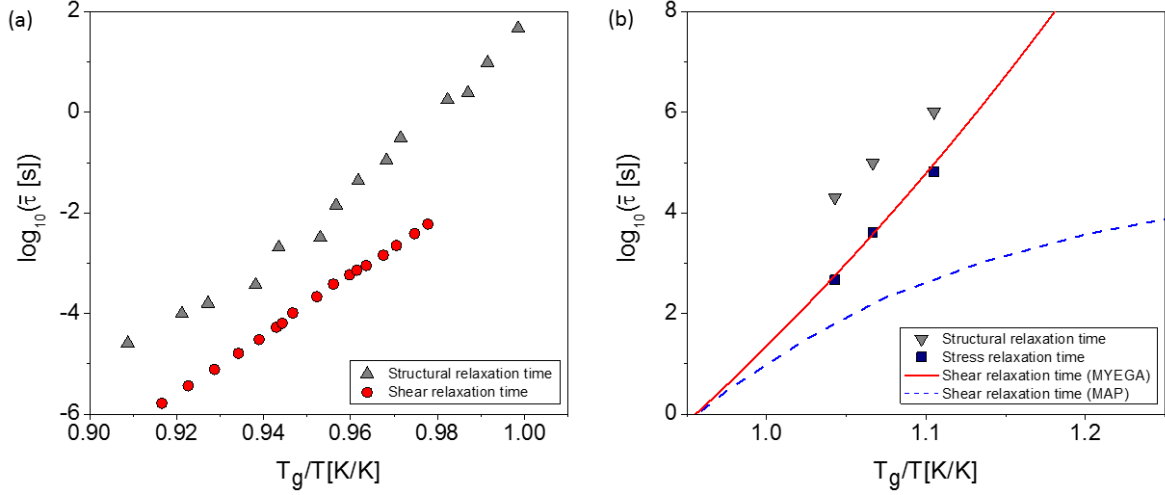 (a)
log₁₀(τ̄ [s])
2
0
-2
-4
-6
0.90
0.92
0.94
0.96
0.98
1.00
T_g/T[K/K]
Structural relaxation time
Shear relaxation time
(b)
log₁₀(τ̄ [s])
8
6
4
2
0
1.0
1.1
1.2
T_g/T[K/K]
Structural relaxation time
Stress relaxation time
Shear relaxation time (MYEGA)
Shear relaxation time (MAP)